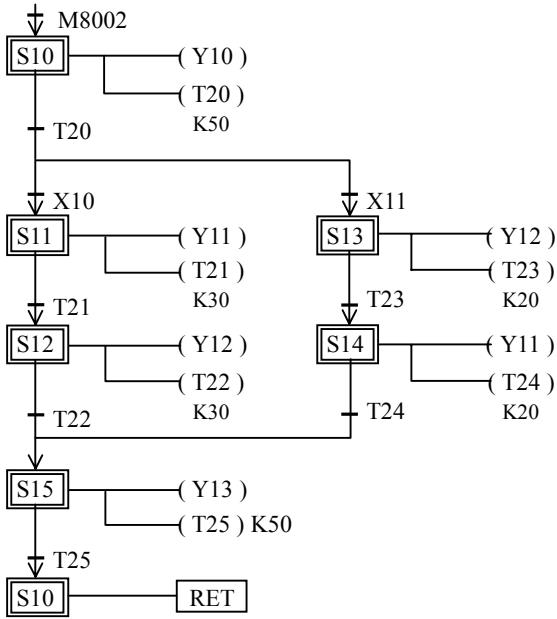 M8002
S10 ( Y10 )
( T20 )
K50
T20
X10 X11
S11 ( Y11 ) S13 ( Y12 )
( T21 ) ( T23 )
K30 K20
T21 T23
S12 ( Y12 ) S14 ( Y11 )
( T22 ) ( T24 )
K30 K20
T22 T24
S15 ( Y13 )
( T25 ) K50
T25
S10 RET